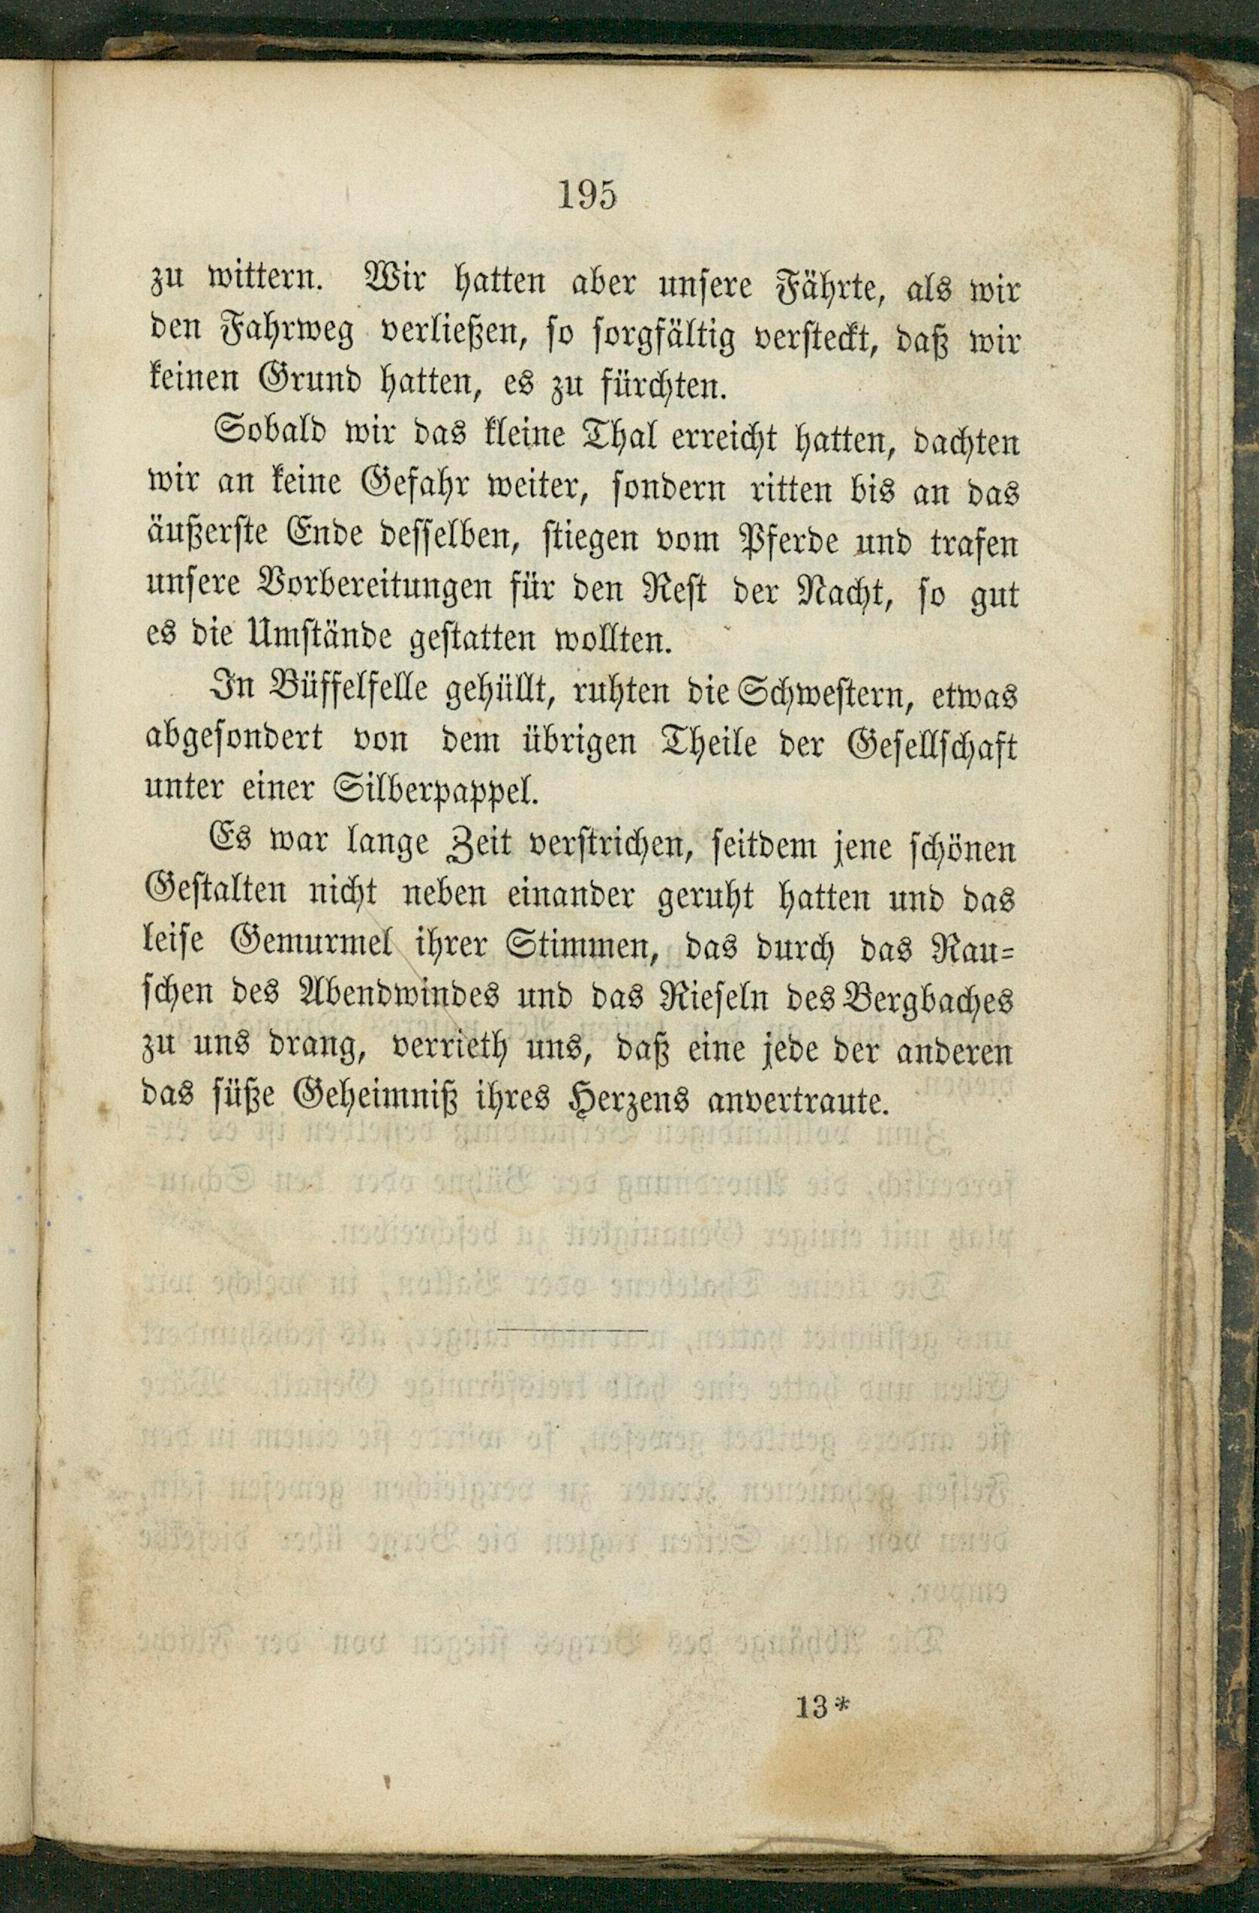 195
zu wittern. Wir hatten aber unsere Fährte, als wir
den Fahrweg verließen, so sorgfältig versteckt, daß wir
keinen Grund hatten, es zu fürchten.
Sobald wir das kleine Thal erreicht hatten, dachten
wir an keine Gefahr weiter, sondern ritten bis an das
äußerste Ende desselben, stiegen vom Pferde und trafen
unsere Vorbereitungen für den Rest der Nacht, so gut
es die Umstände gestatten wollten.
In Büffelfelle gehüllt, ruhten die Schwestern, etwas
abgesondert von dem übrigen Theile der Gesellschaft
unter einer Silberpappel.
Es war lange Zeit verstrichen, seitdem jene schönen
Gestalten nicht neben einander geruht hatten und das
leise Gemurmel ihrer Stimmen, das durch das Rau-
schen des Abendwindes und das Rieseln des Bergbaches
zu uns drang, verrieth uns, daß eine jede der anderen
das süße Geheimniß ihres Herzens anvertraute.
13*